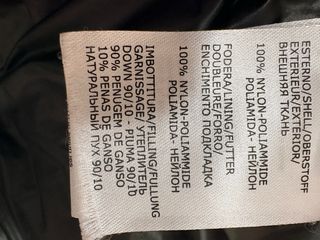 ESTERNO/SHELL/OBERSTOFF
EXTERIEUR/EXTERIOR/
ВНЕШНЯЯ ТКАНЬ
100% NYLON-POLIAMMIDE
POLIAMIDA- НЕЙЛОН
FODERA/LINING/FUTTER
DOUBLEURE/FORRO/
ENCHIMENTO ПОДКЛАДКА
100% NYLON-POLIAMMIDE
POLIAMIDA- НЕЙЛОН
IMBOTTITURA/FILLING/FULLUNG
GARNISSAGE/УТЕПЛИТЕЛЬ
DOWN 90/10 - PIUMA 90/10
90% PENUGEM DE GANSO
10% PENAS DE GANSO
НАТУРАЛЬНЫЙ ПУХ 90/10